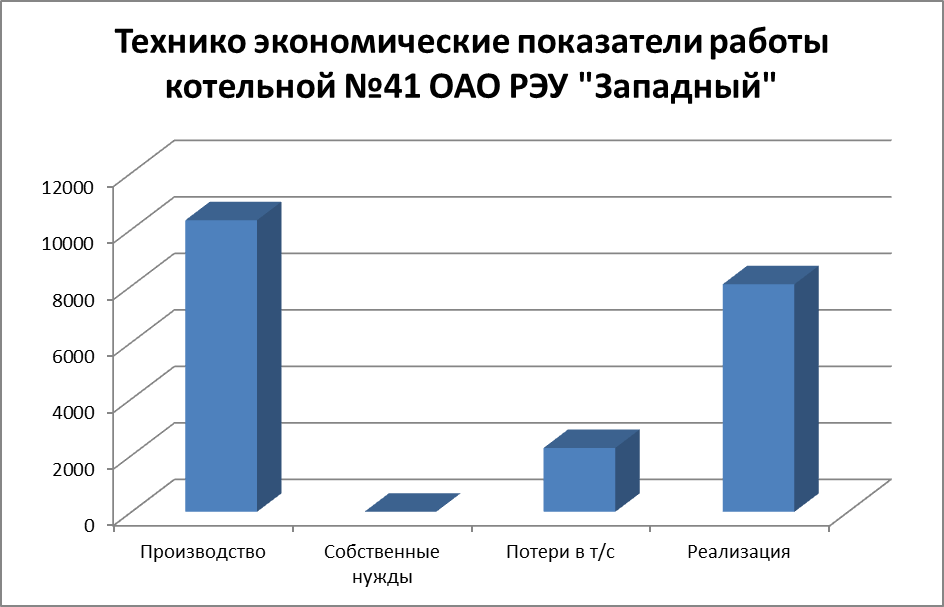 Технико экономические показатели работы
котельной №41 ОАО РЭУ "Западный"
12000
10000
8000
6000
4000
2000
0
Производство
Собственные
нужды
Потери в т/с
Реализация